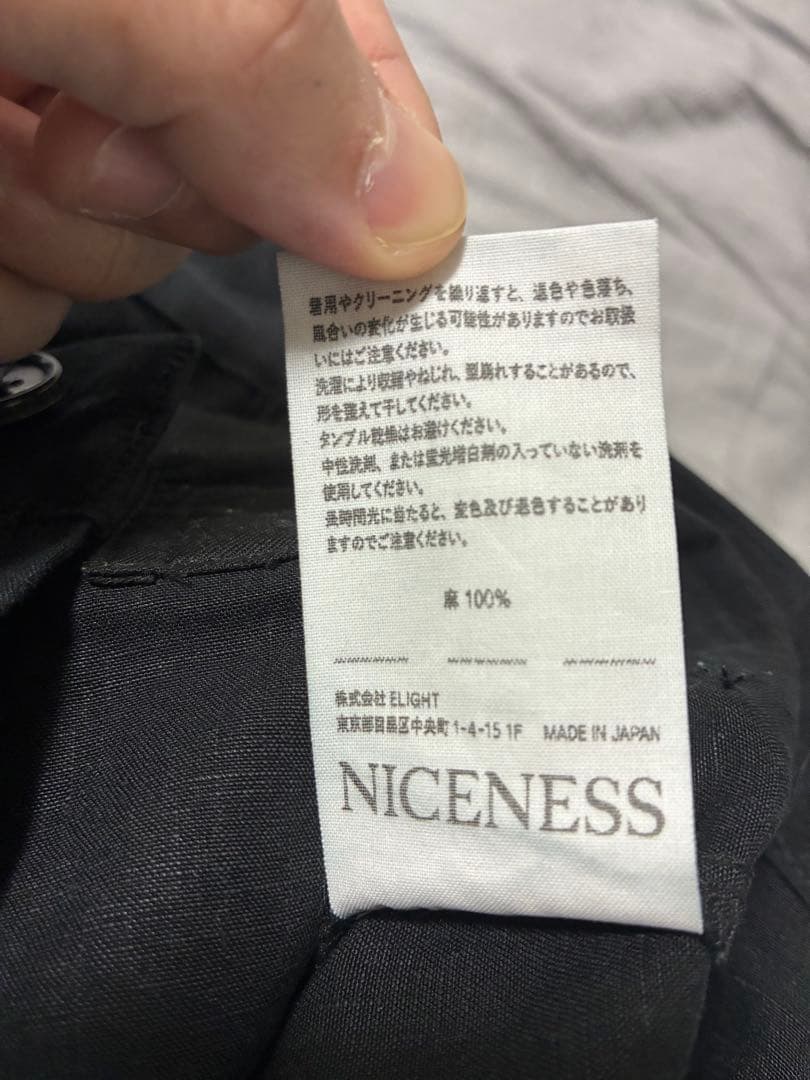 着用やクリーニングを繰り返すと、退色や色落ち、
風合いの変化が生じる可能性がありますのでお取扱
いにはご注意ください。
洗濯により収縮やねじれ、型崩れすることがあるので、
形を整えて干してください。
タンブル乾燥はお避けください。
中性洗剤、または蛍光増白剤の入っていない洗剤を
使用してください。
長時間光に当たると、変色及び退色することがあり
ますのでご注意ください。
麻 100%
株式会社 ELIGHT
東京都目黒区中央町 1-4-15 1F MADE IN JAPAN
NICENESS